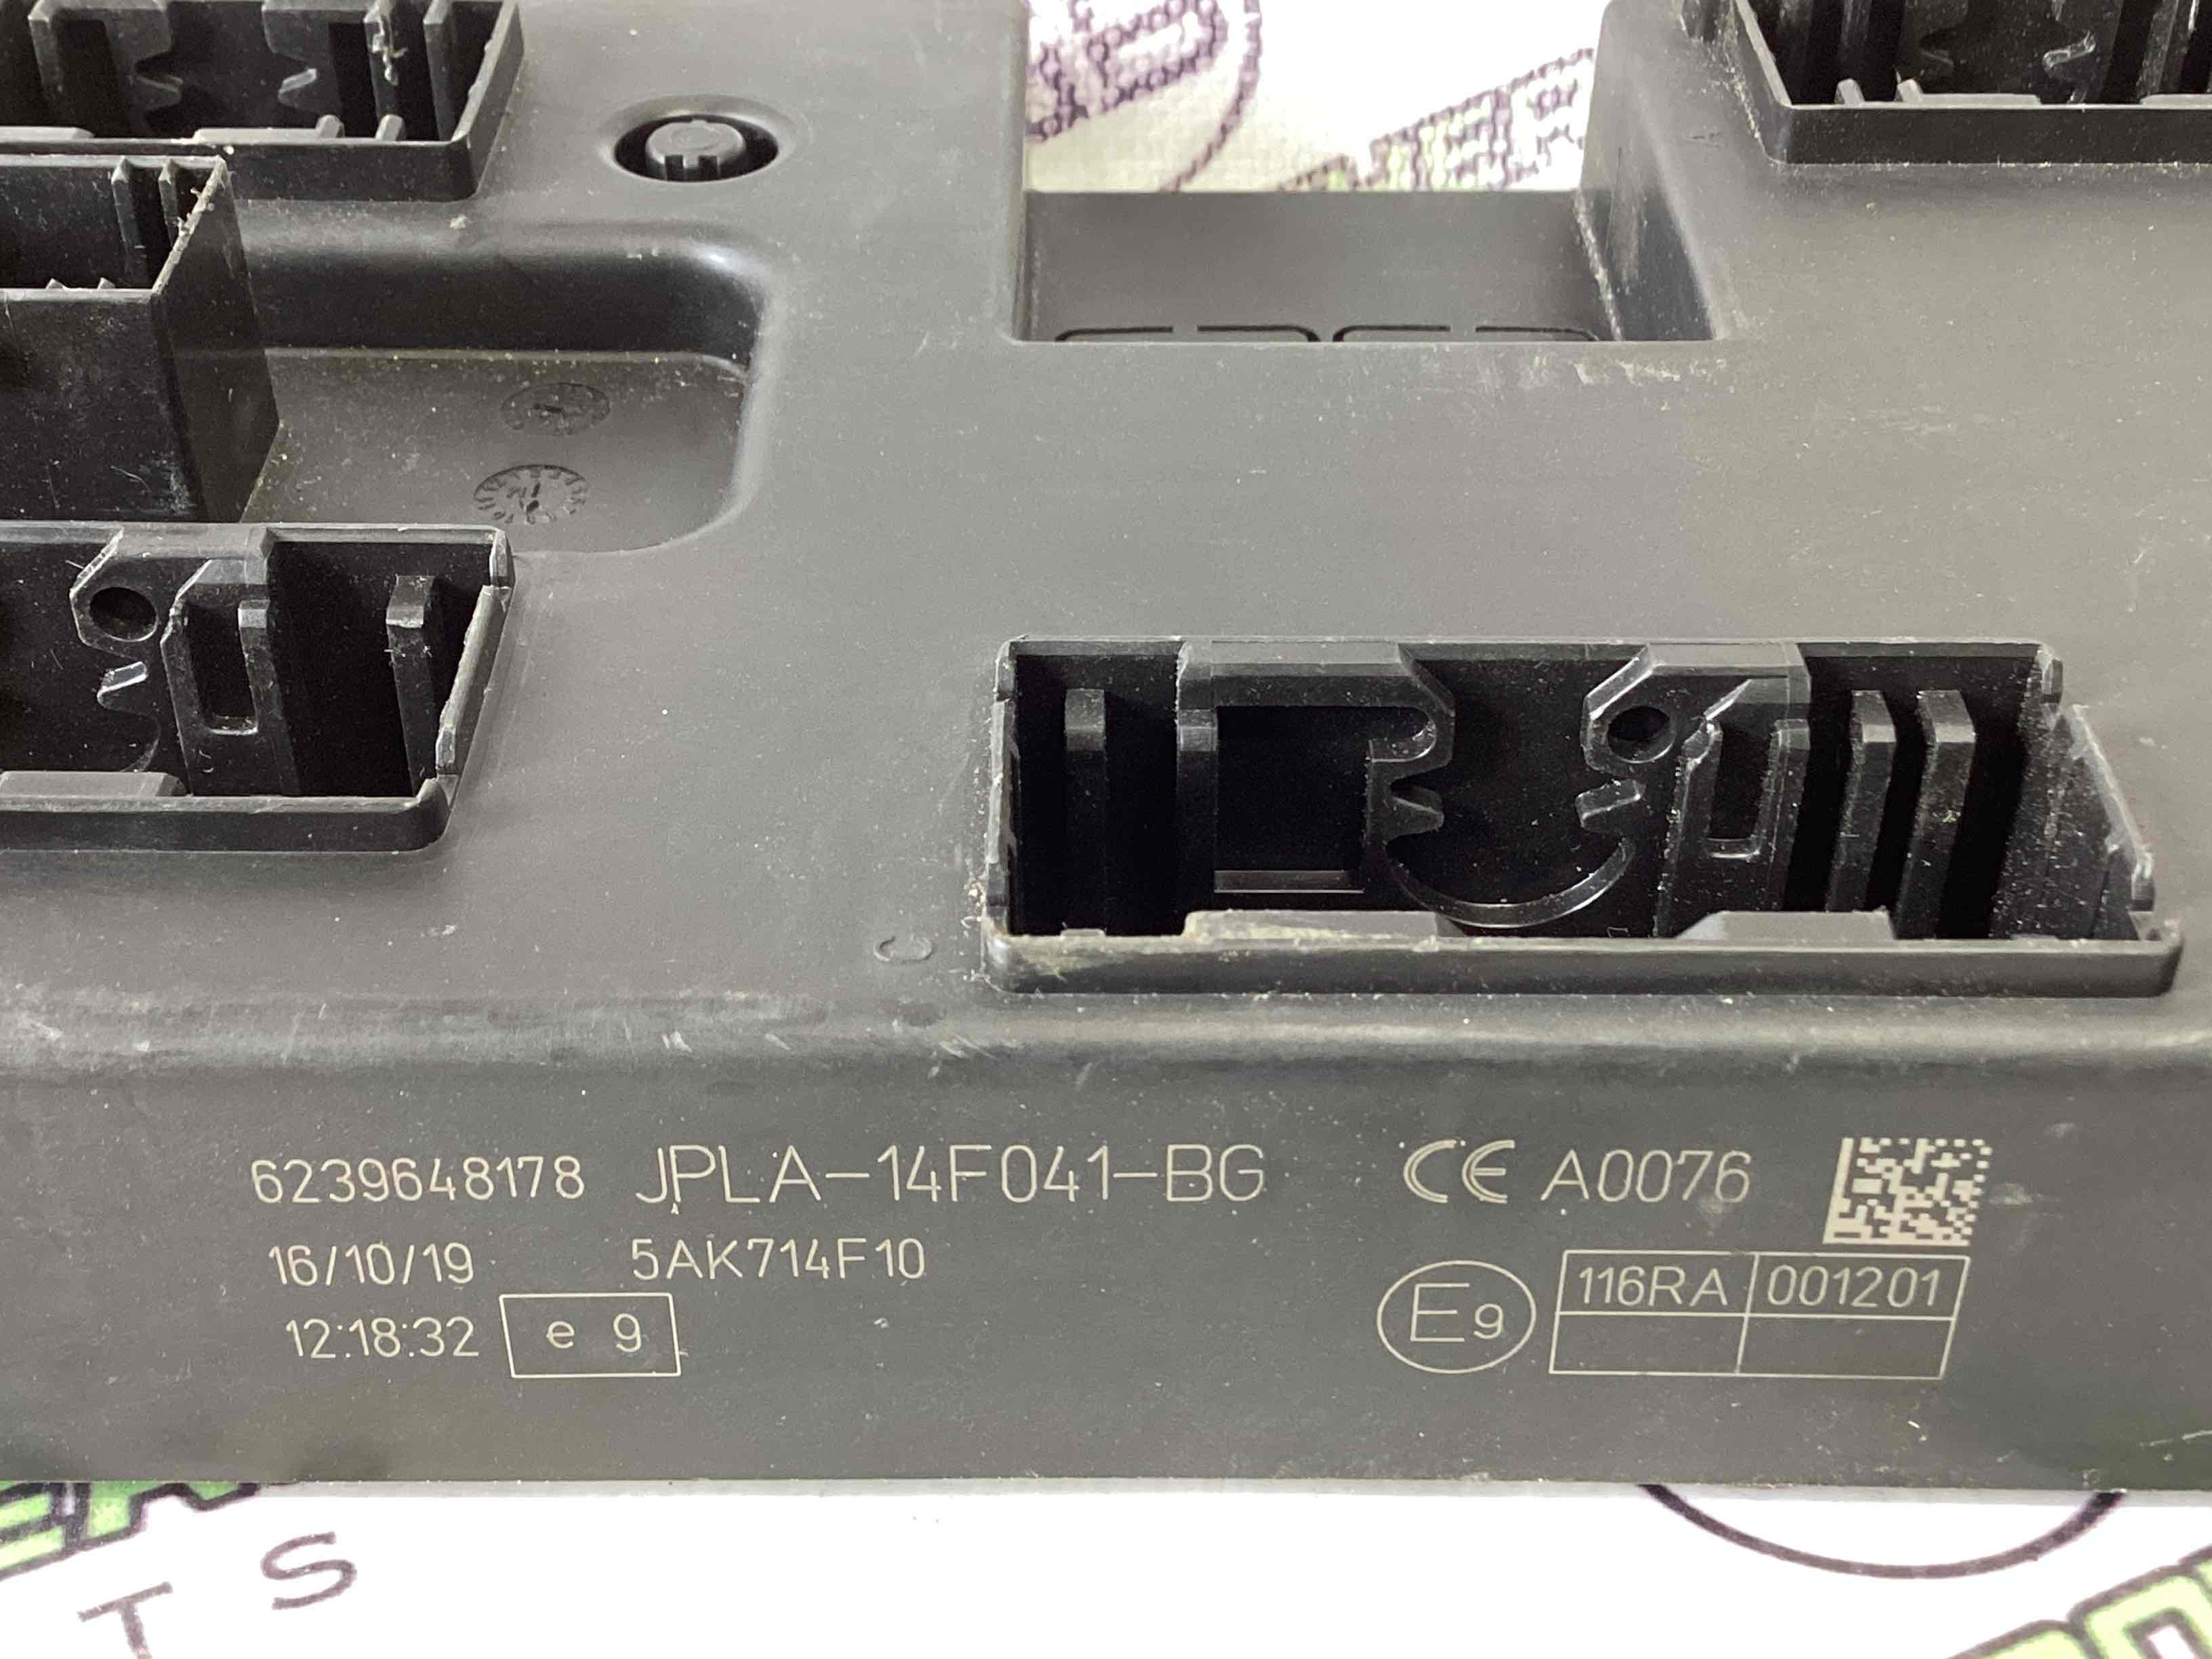 6239648178 JPLA-14F041-BG CE A0076
16/10/19 5AK714F10
116RA 001201
12:18:32 e 9 E9
T S